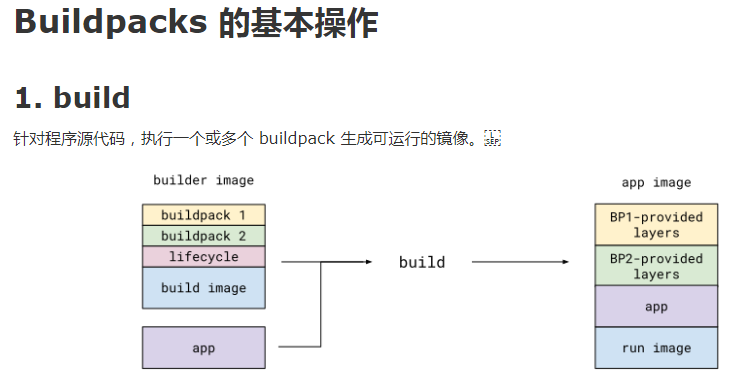 Buildpacks 的基本操作
1. build
针对程序源代码，执行一个或多个 buildpack 生成可运行的镜像。
builder image
buildpack 1
buildpack 2
lifecycle
build image
app
build
app image
BP1-provided
layers
BP2-provided
layers
app
run image